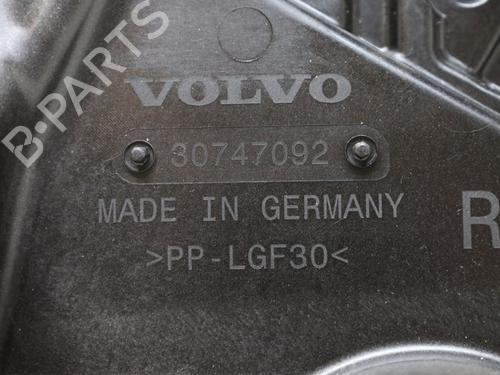 VOLVO
30747092
MADE IN GERMANY
>PP-LGF30<
R
B-PARTS